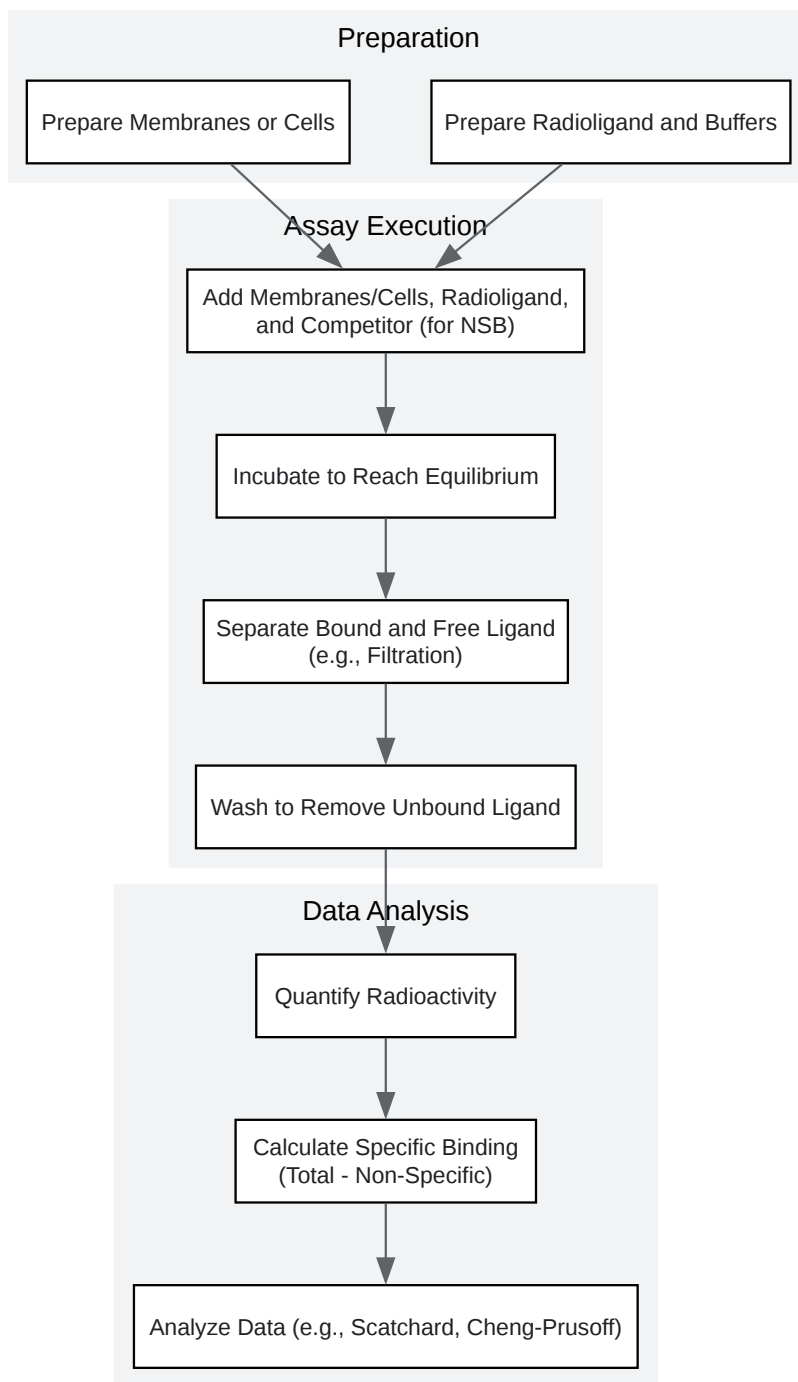 Preparation
Prepare Membranes or Cells
Prepare Radioligand and Buffers
Assay Execution
Add Membranes/Cells, Radioligand,
and Competitor (for NSB)
Incubate to Reach Equilibrium
Separate Bound and Free Ligand
(e.g., Filtration)
Wash to Remove Unbound Ligand
Data Analysis
Quantify Radioactivity
Calculate Specific Binding
(Total - Non-Specific)
Analyze Data (e.g., Scatchard, Cheng-Prusoff)